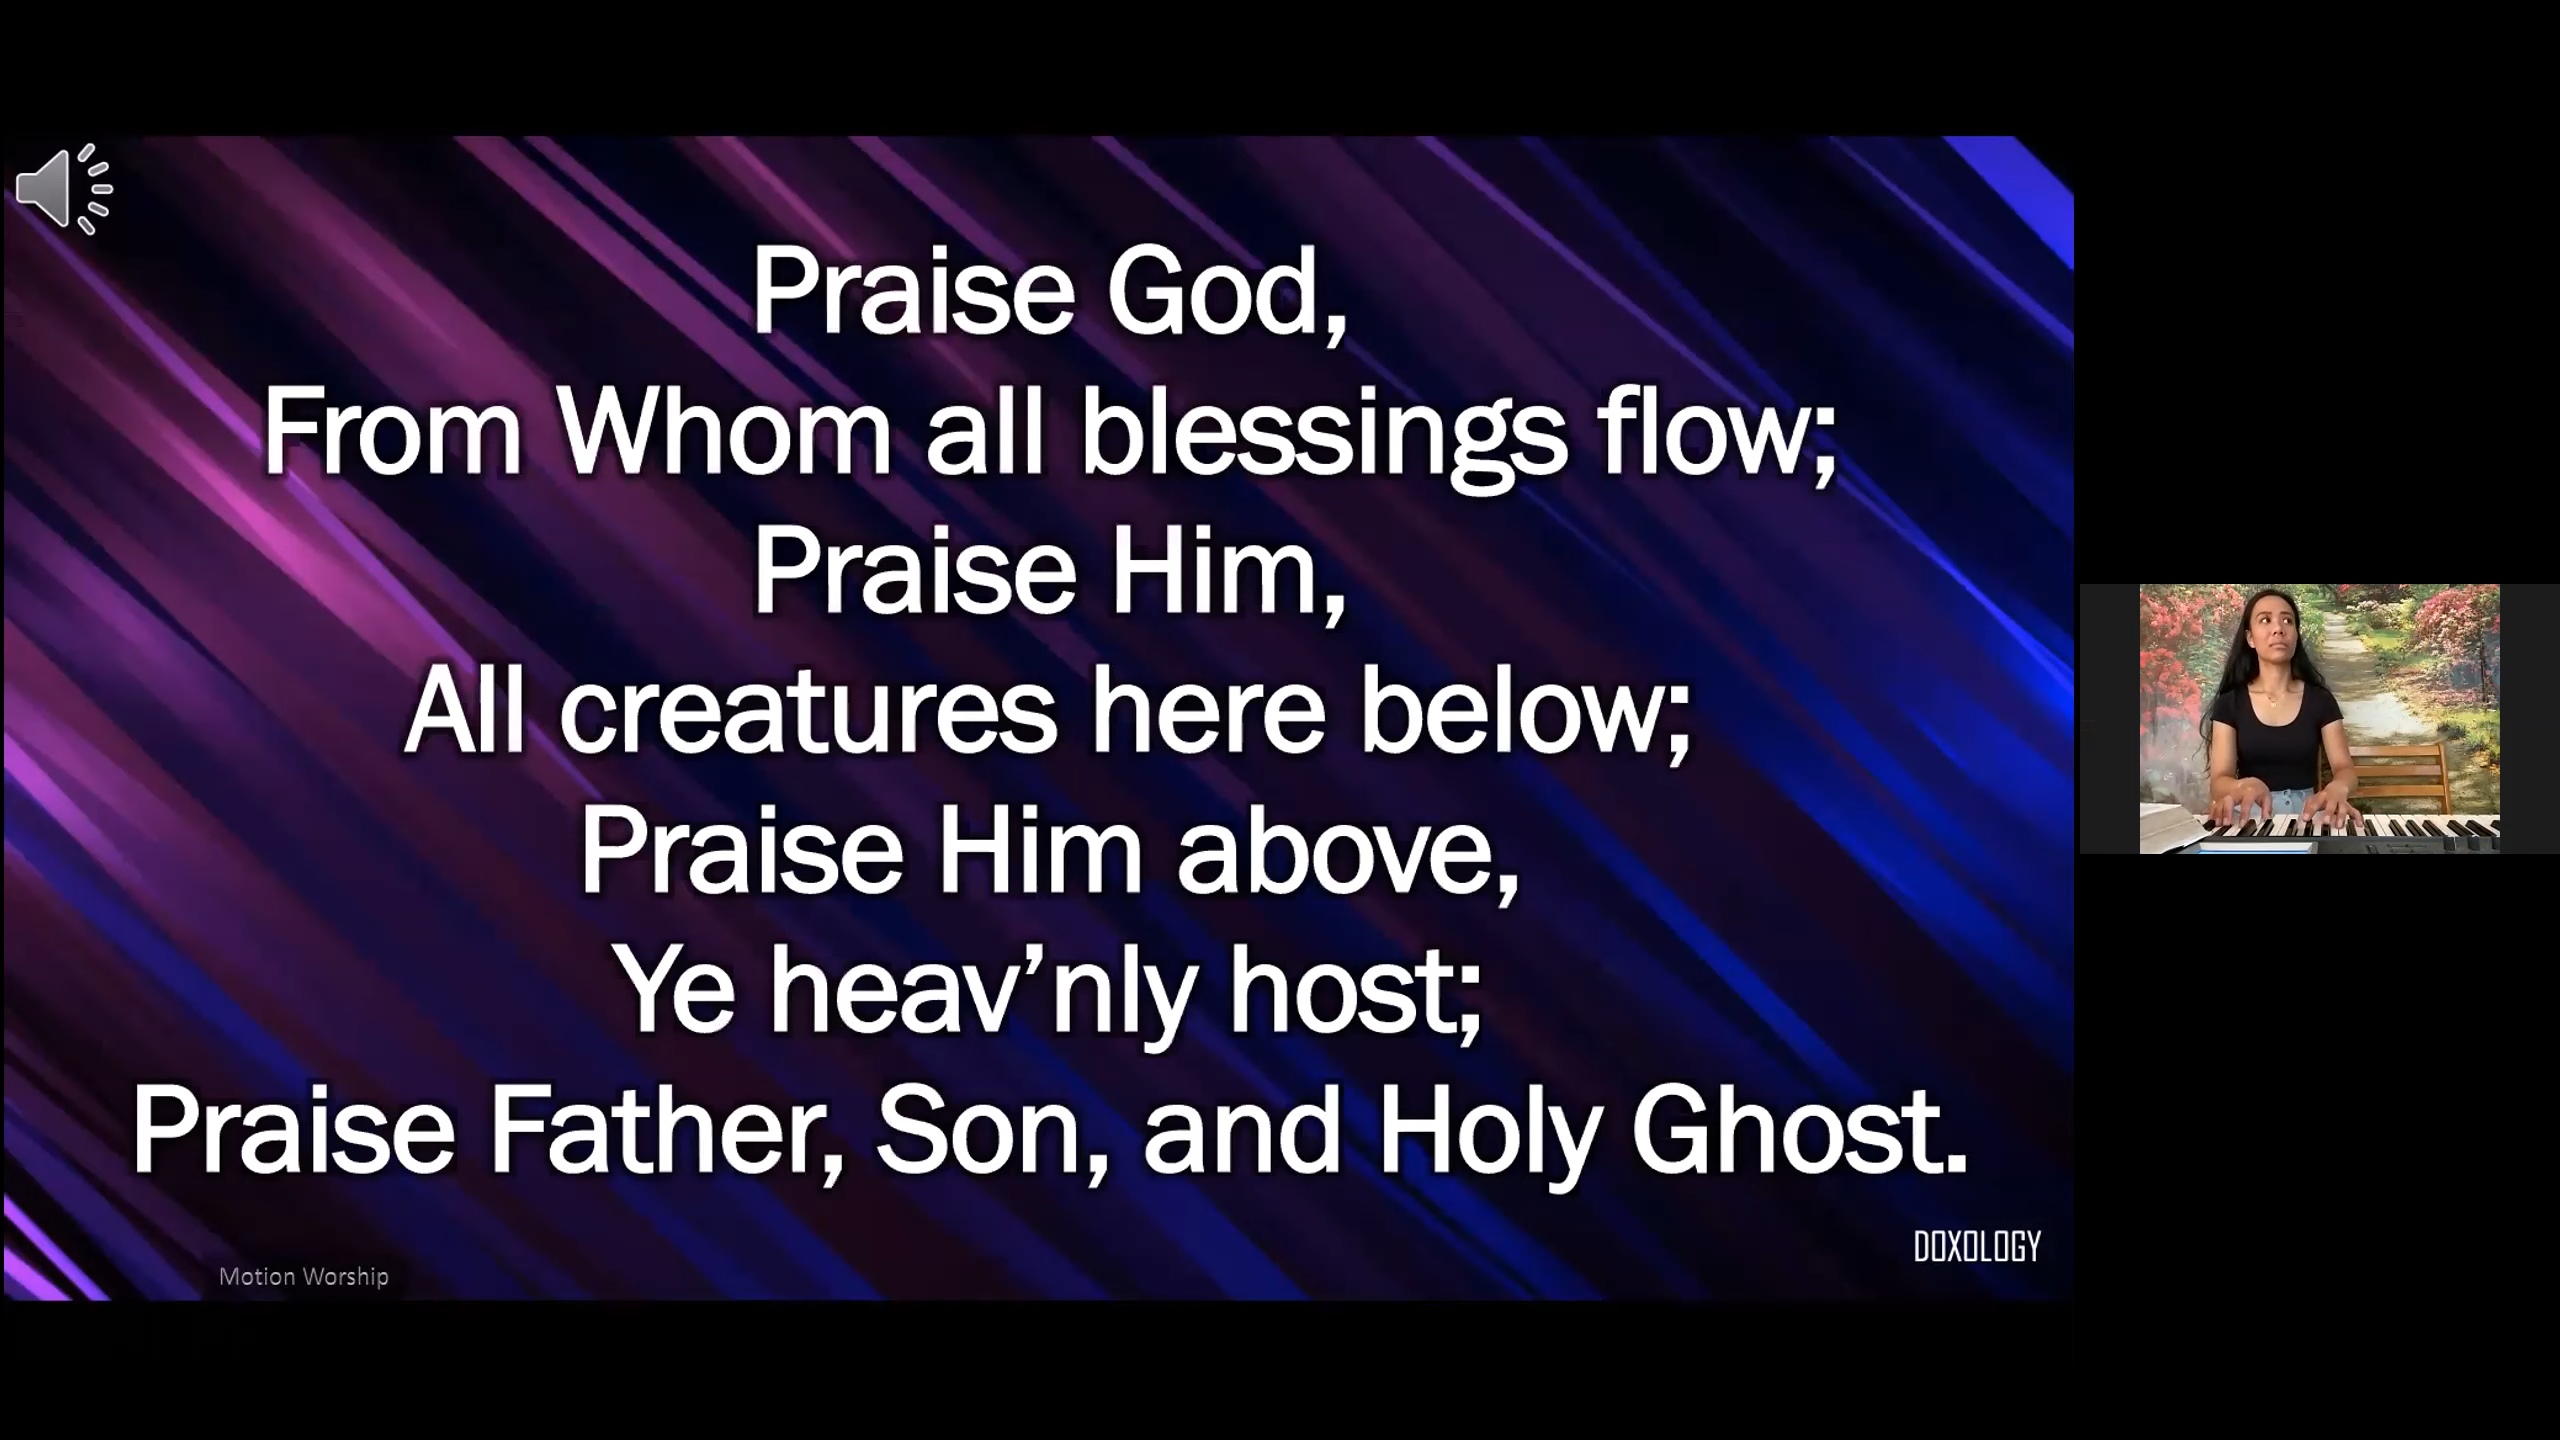 Praise God,
From Whom all blessings flow;
Praise Him,
All creatures here below;
Praise Him above,
Ye heav’nly host;
Praise Father, Son, and Holy Ghost.
DOXOLOGY
Motion Worship